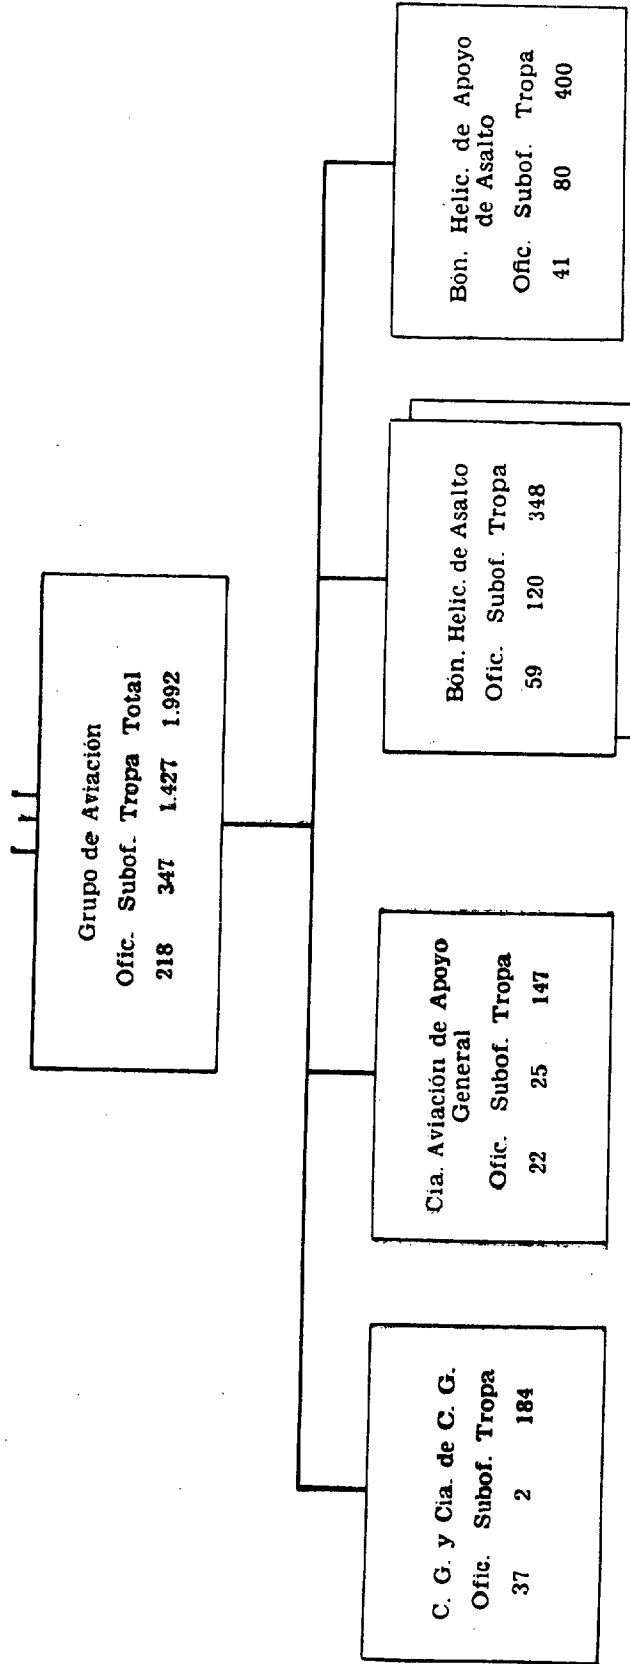 Grupo de Aviación
Ofic. Subof. Tropa Total
218 347 1.427 1.992
C. G. y Cia. de C. G.
Ofic. Subof. Tropa
37 2 184
Cia. Aviación de Apoyo
General
Ofic. Subof. Tropa
22 25 147
Bón. Helic. de Asalto
Ofic. Subof. Tropa
59 120 348
Bón. Helic. de Apoyo
de Asalto
Ofic. Subof. Tropa
41 80 400